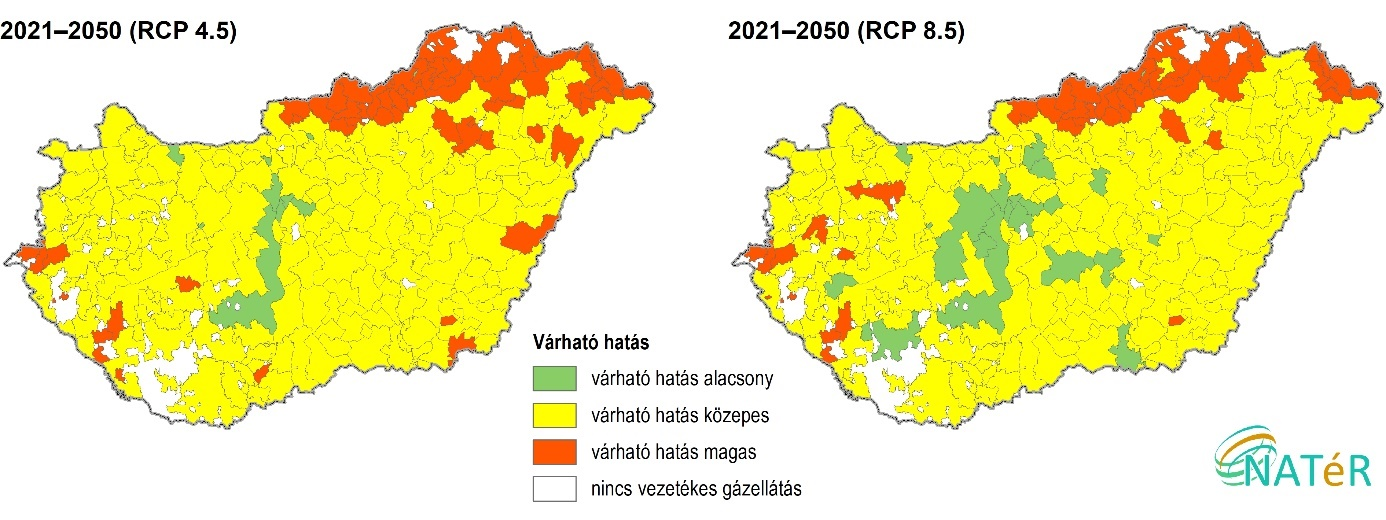 2021–2050 (RCP 4.5)
2021–2050 (RCP 8.5)
Várható hatás
várható hatás alacsony
várható hatás közepes
várható hatás magas
nincs vezetékes gázellátás
NATéR